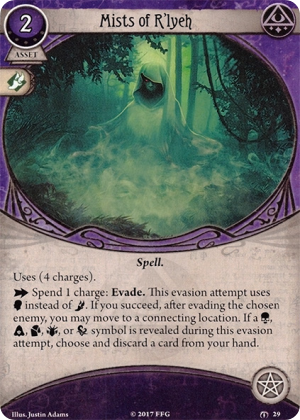 Mists of R'lyeh
2
ASSET
Spell.
Uses (4 charges).
Spend 1 charge: Evade. This evasion attempt uses
instead of . If you succeed, after evading the chosen
enemy, you may move to a connecting location. If a ,
, , , or symbol is revealed during this evasion
attempt, choose and discard a card from your hand.
Illus. Justin Adams
© 2017 FFG
29